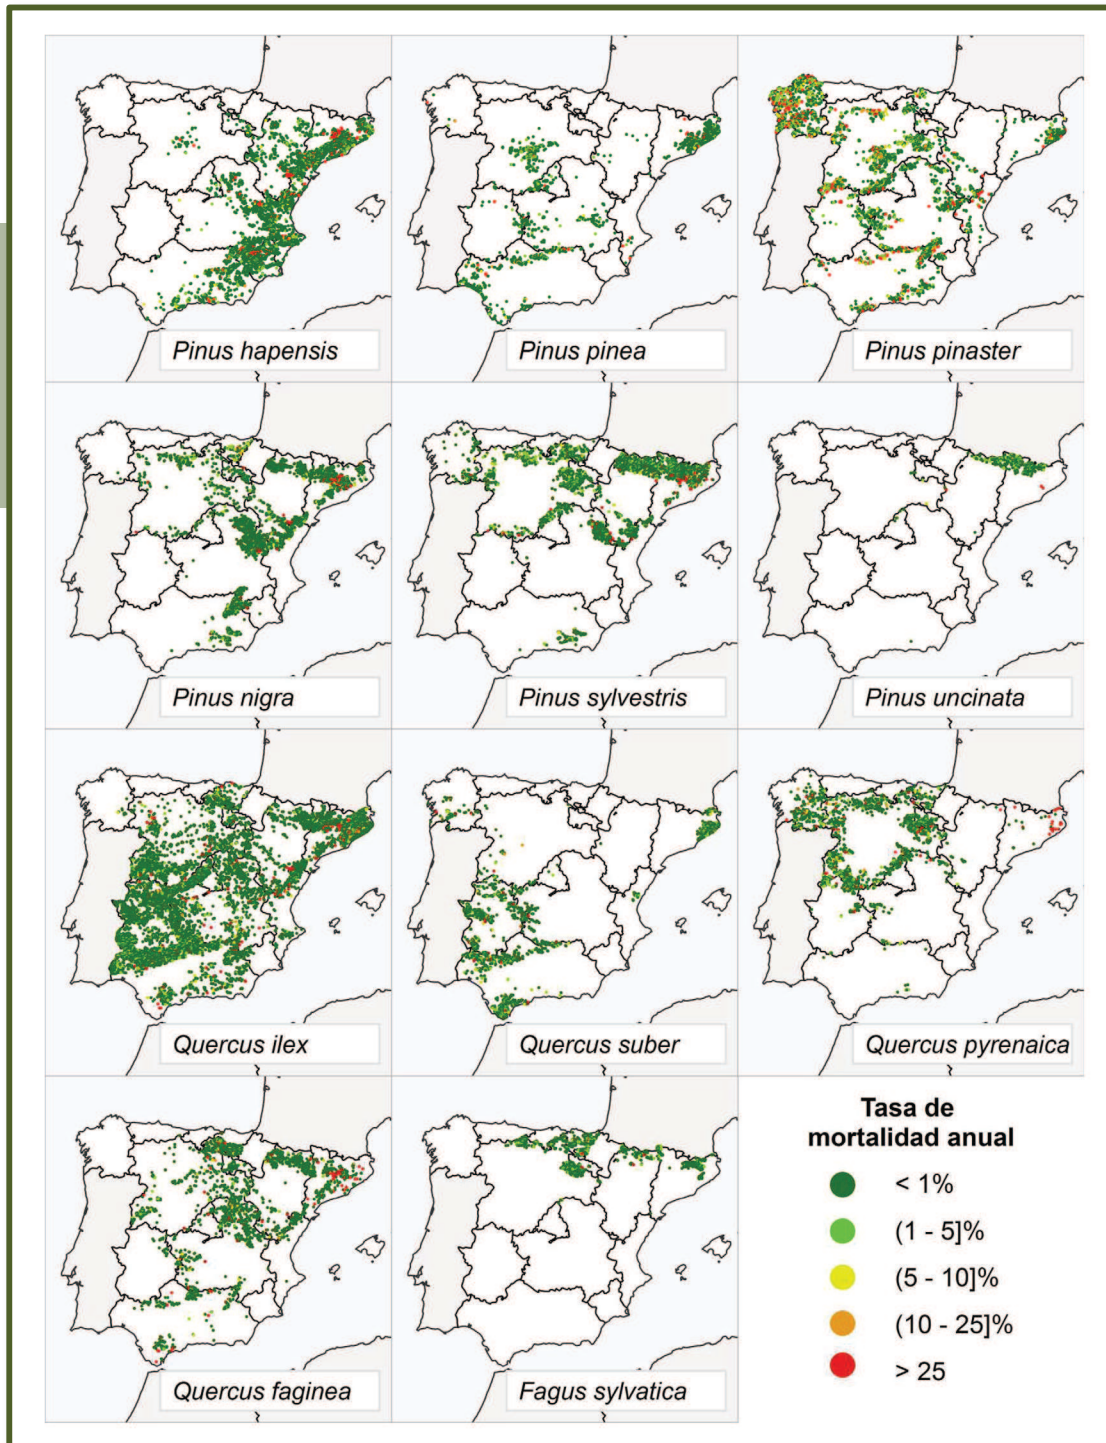 Pinus hapensis
Pinus pinea
Pinus pinaster
Pinus nigra
Pinus sylvestris
Pinus uncinata
Quercus ilex
Quercus suber
Quercus pyrenaica
Quercus faginea
Fagus sylvatica
Tasa de
mortalidad anual
< 1%
(1 - 5]%
(5 - 10]%
(10 - 25]%
> 25